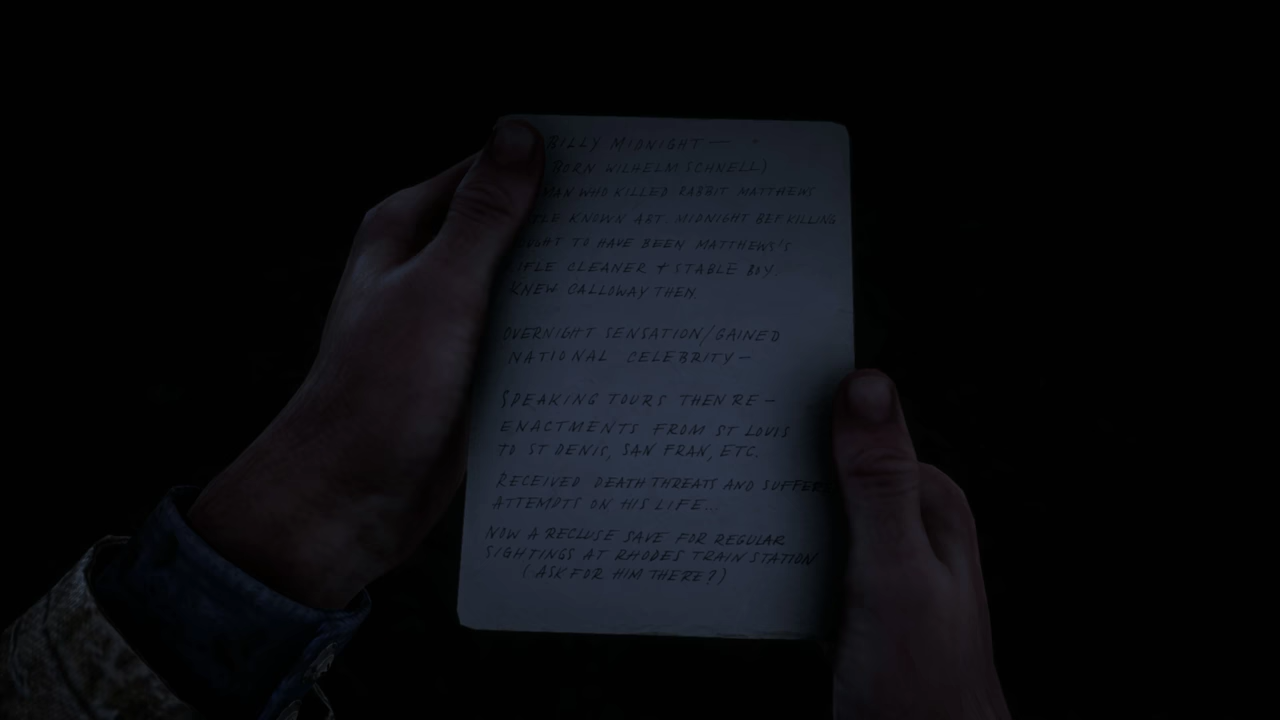 BILLY MIDNIGHT —
BORN WILHELM SCHNELL)
MAN WHO KILLED RABBIT MATTHEWS
KNOWN ABT MIDNIGHT BEF. KILLING
TO HAVE BEEN MATTHEWS'S
CLEANER + STABLE BOY.
KNEW CALLOWAY THEN.
OVERNIGHT SENSATION/GAINED
NATIONAL CELEBRITY —
SPEAKING TOURS THEN RE —
ENACTMENTS FROM ST LOUIS
TO ST DENIS, SAN FRAN, ETC.
RECEIVED DEATH THREATS AND SUFFER
ATTEMPTS ON HIS LIFE...
NOW A RECLUSE SAVE FOR REGULAR
SIGHTINGS AT RHODES TRAIN STATION
( ASK FOR HIM THERE?)